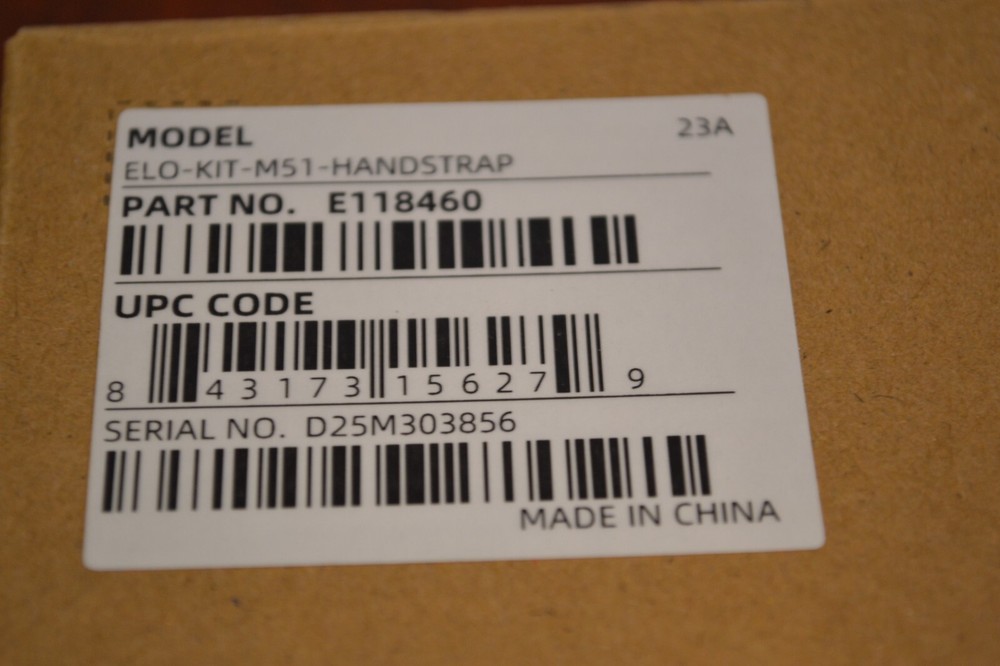 MODEL 23A
ELO-KIT-M51-HANDSTRAP
PART NO. E118460
UPC CODE
8 43173 15627 9
SERIAL NO. D25M303856
MADE IN CHINA